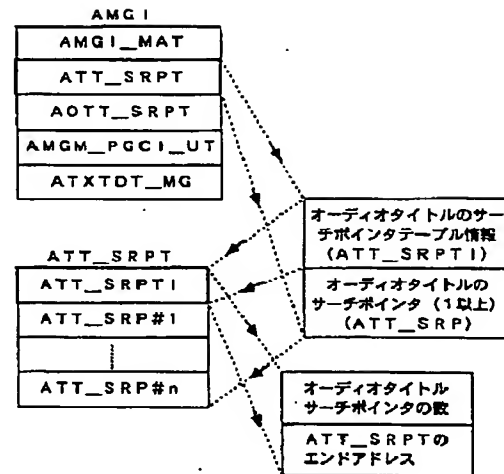 AMGI
AMGI_MAT
ATT_SRPT
AOTT_SRPT
AMGM_PGCI_UT
ATXTDT_MG
オーディオタイトルのサー
チポインタテーブル情報
(ATT_SRPTI)
オーディオタイトルの
サーチポインタ(1以上)
(ATT_SRP)
ATT_SRPT
ATT_SRPTI
ATT_SRP#1
ATT_SRP#n
オーディオタイトル
サーチポインタの数
ATT_SRPTの
エンドアドレス